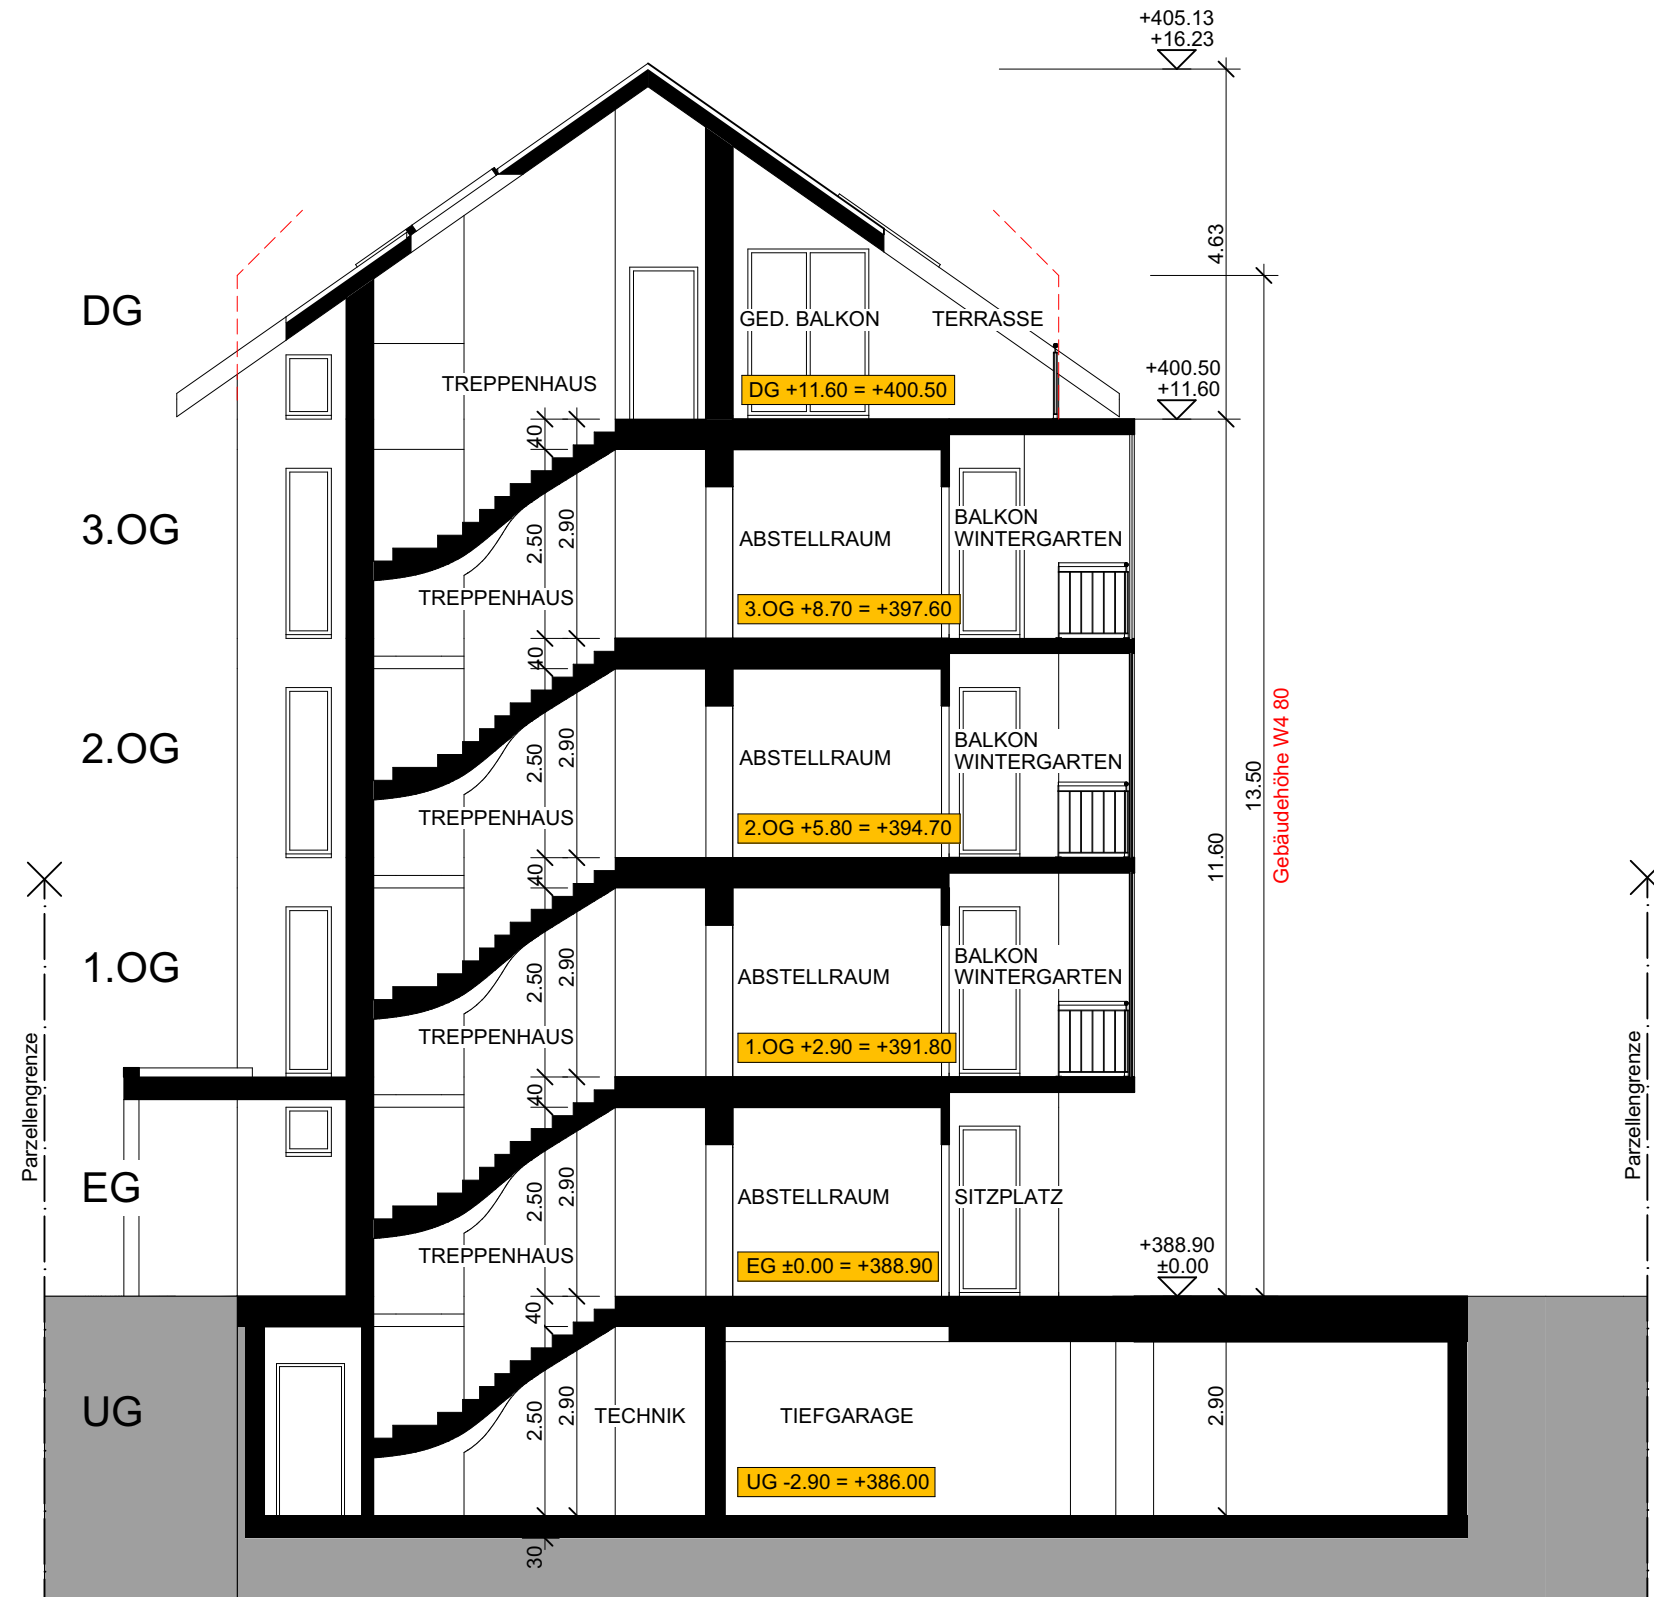 +405.13
+16.23
4.63
DG
GED. BALKON
TERRASSE
+400.50
+11.60
TREPPENHAUS
DG +11.60 = +400.50
40
3.OG
2.50
2.90
ABSTELLRAUM
BALKON
WINTERGARTEN
TREPPENHAUS
3.OG +8.70 = +397.60
40
2.OG
2.50
2.90
ABSTELLRAUM
BALKON
WINTERGARTEN
13.50
Gebäudehöhe W4 80
TREPPENHAUS
2.OG +5.80 = +394.70
11.60
40
1.OG
2.50
2.90
ABSTELLRAUM
BALKON
WINTERGARTEN
TREPPENHAUS
1.OG +2.90 = +391.80
40
Parzellengrenze
Parzellengrenze
EG
2.50
2.90
ABSTELLRAUM
SITZPLATZ
TREPPENHAUS
EG ±0.00 = +388.90
+388.90
±0.00
40
UG
2.50
2.90
TECHNIK
TIEFGARAGE
2.90
UG -2.90 = +386.00
30